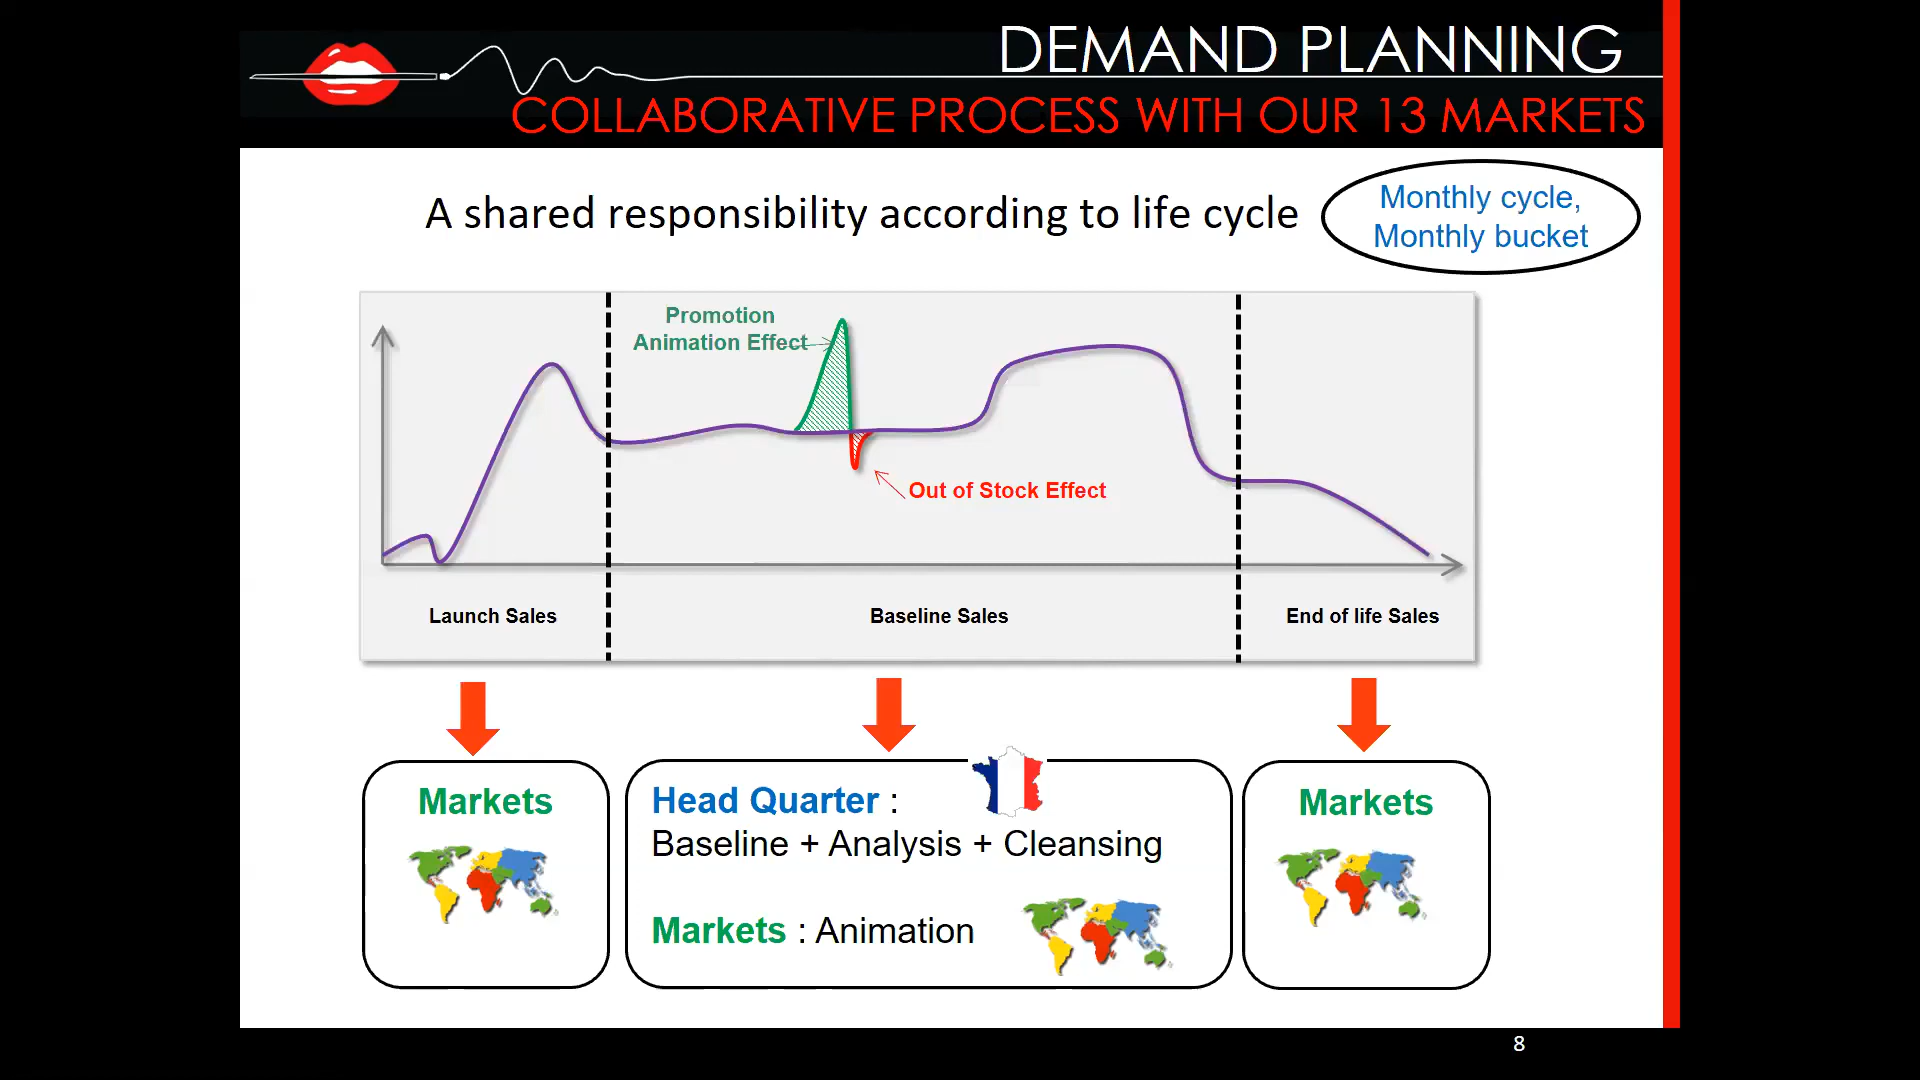 DEMAND PLANNING
COLLABORATIVE PROCESS WITH OUR 13 MARKETS
A shared responsibility according to life cycle
Monthly cycle,
Monthly bucket
Promotion
Animation Effect
Out of Stock Effect
Launch Sales
Baseline Sales
End of life Sales
Markets
Head Quarter :
Baseline + Analysis + Cleansing
Markets : Animation
Markets
8